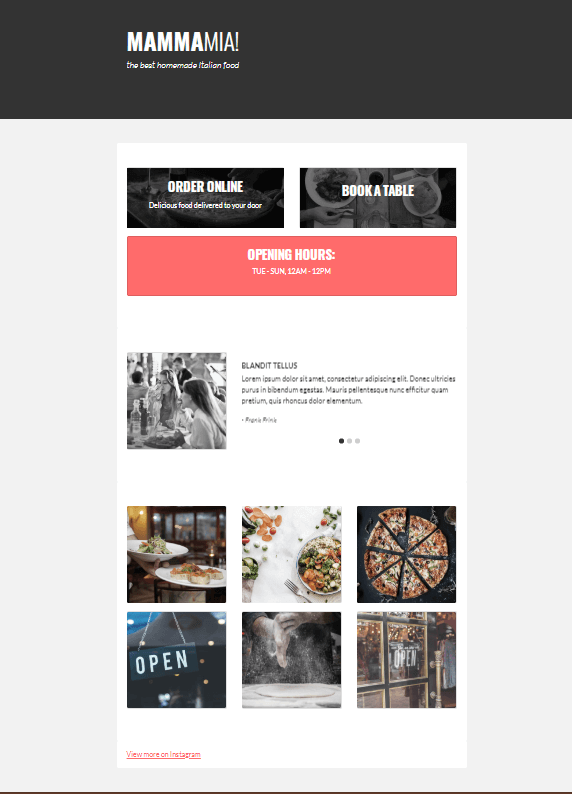 MAMMAMIA!
the best homemade Italian food
ORDER ONLINE
Delicious food delivered to your door
BOOK A TABLE
OPENING HOURS:
TUE - SUN, 12AM - 12PM
BLANDIT TELLUS
Lorem ipsum dolor sit amet, consectetur adipiscing elit. Donec ultricies
purus in bibendum egestas. Mauris pellentesque nunc efficitur quam
pretium, quis rhoncus dolor elementum.
OPEN
OPEN
View more on Instagram